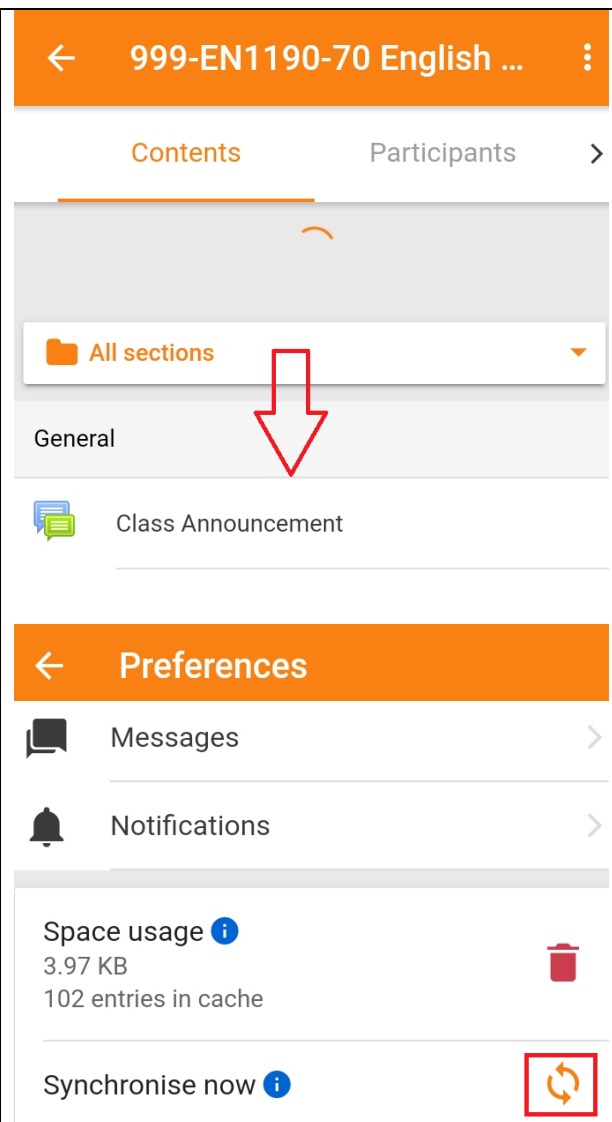 999-EN1190-70 English ...
Contents Participants
All sections
General
Class Announcement
Preferences
Messages
Notifications
Space usage
3.97 KB
102 entries in cache
Synchronise now